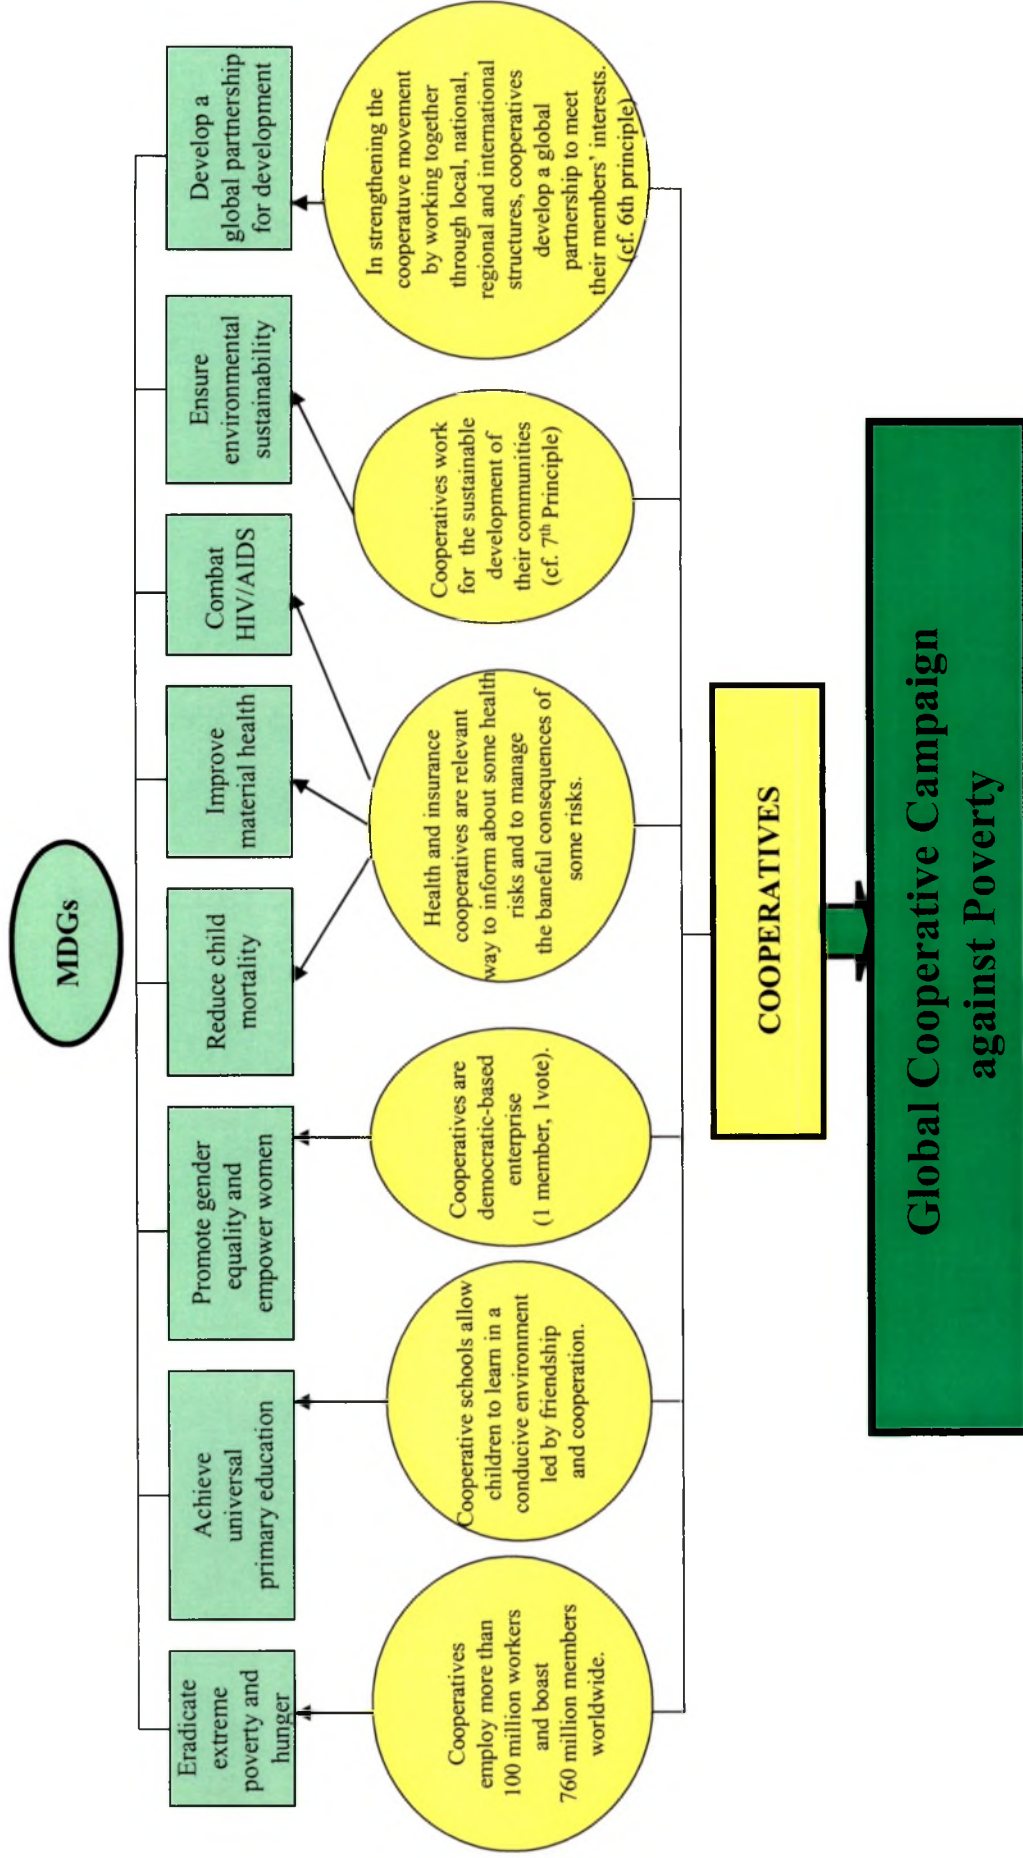 MDGs
Eradicate
extreme
poverty and
hunger
Achieve
universal
primary education
Promote gender
equality and
empower women
Reduce child
mortality
Improve
material health
Combat
HIV/AIDS
Ensure
environmental
sustainability
Develop a
global partnership
for development
Cooperatives
employ more than
100 million workers
and boast
760 million members
worldwide.
Cooperative schools allow
children to learn in a
conducive environment
led by friendship
and cooperation.
Cooperatives are
democratic-based
enterprise
(1 member, 1vote).
Health and insurance
cooperatives are relevant
way to inform about some health
risks and to manage
the baneful consequences of
some risks.
Cooperatives work
for the sustainable
development of
their communities
(cf. 7th Principle)
In strengthening the
cooperative movement
by working together
through local, national,
regional and international
structures, cooperatives
develop a global
partnership to meet
their members' interests.
(cf. 6th principle)
COOPERATIVES
Global Cooperative Campaign
against Poverty